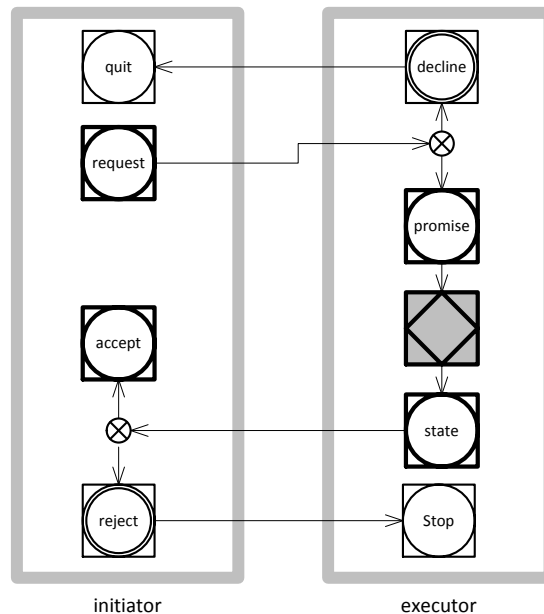 quit
decline
request
promise
accept
state
reject
Stop
initiator
executor